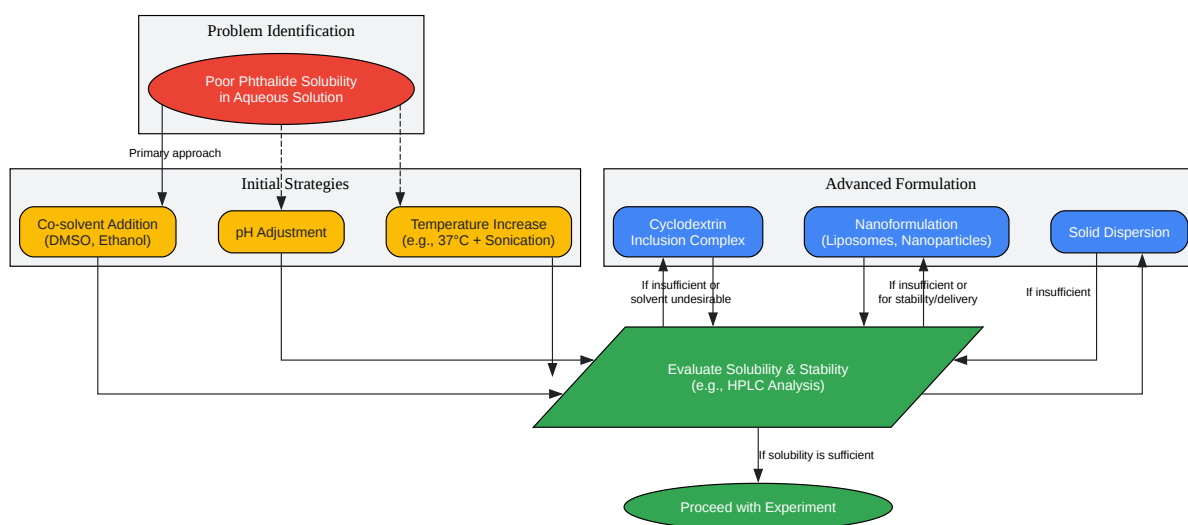 Problem Identification
Poor Phthalide Solubility
in Aqueous Solution
Primary approach
Initial Strategies
Co-solvent Addition
(DMSO, Ethanol)
pH Adjustment
Temperature Increase
(e.g., 37°C + Sonication)
Advanced Formulation
Cyclodextrin
Inclusion Complex
Nanoformulation
(Liposomes, Nanoparticles)
Solid Dispersion
If insufficient or
solvent undesirable
If insufficient or
for stability/delivery
If insufficient
Evaluate Solubility & Stability
(e.g., HPLC Analysis)
If solubility is sufficient
Proceed with Experiment